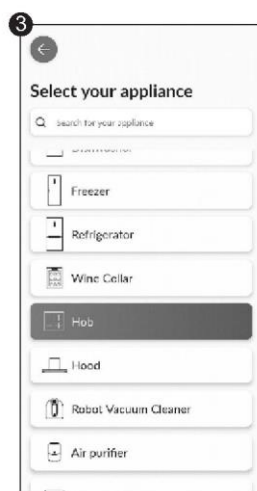 3
Select your appliance
Search for your appliance
Dishwasher
Freezer
Refrigerator
Wine Cellar
Hob
Hood
Robot Vacuum Cleaner
Air purifier